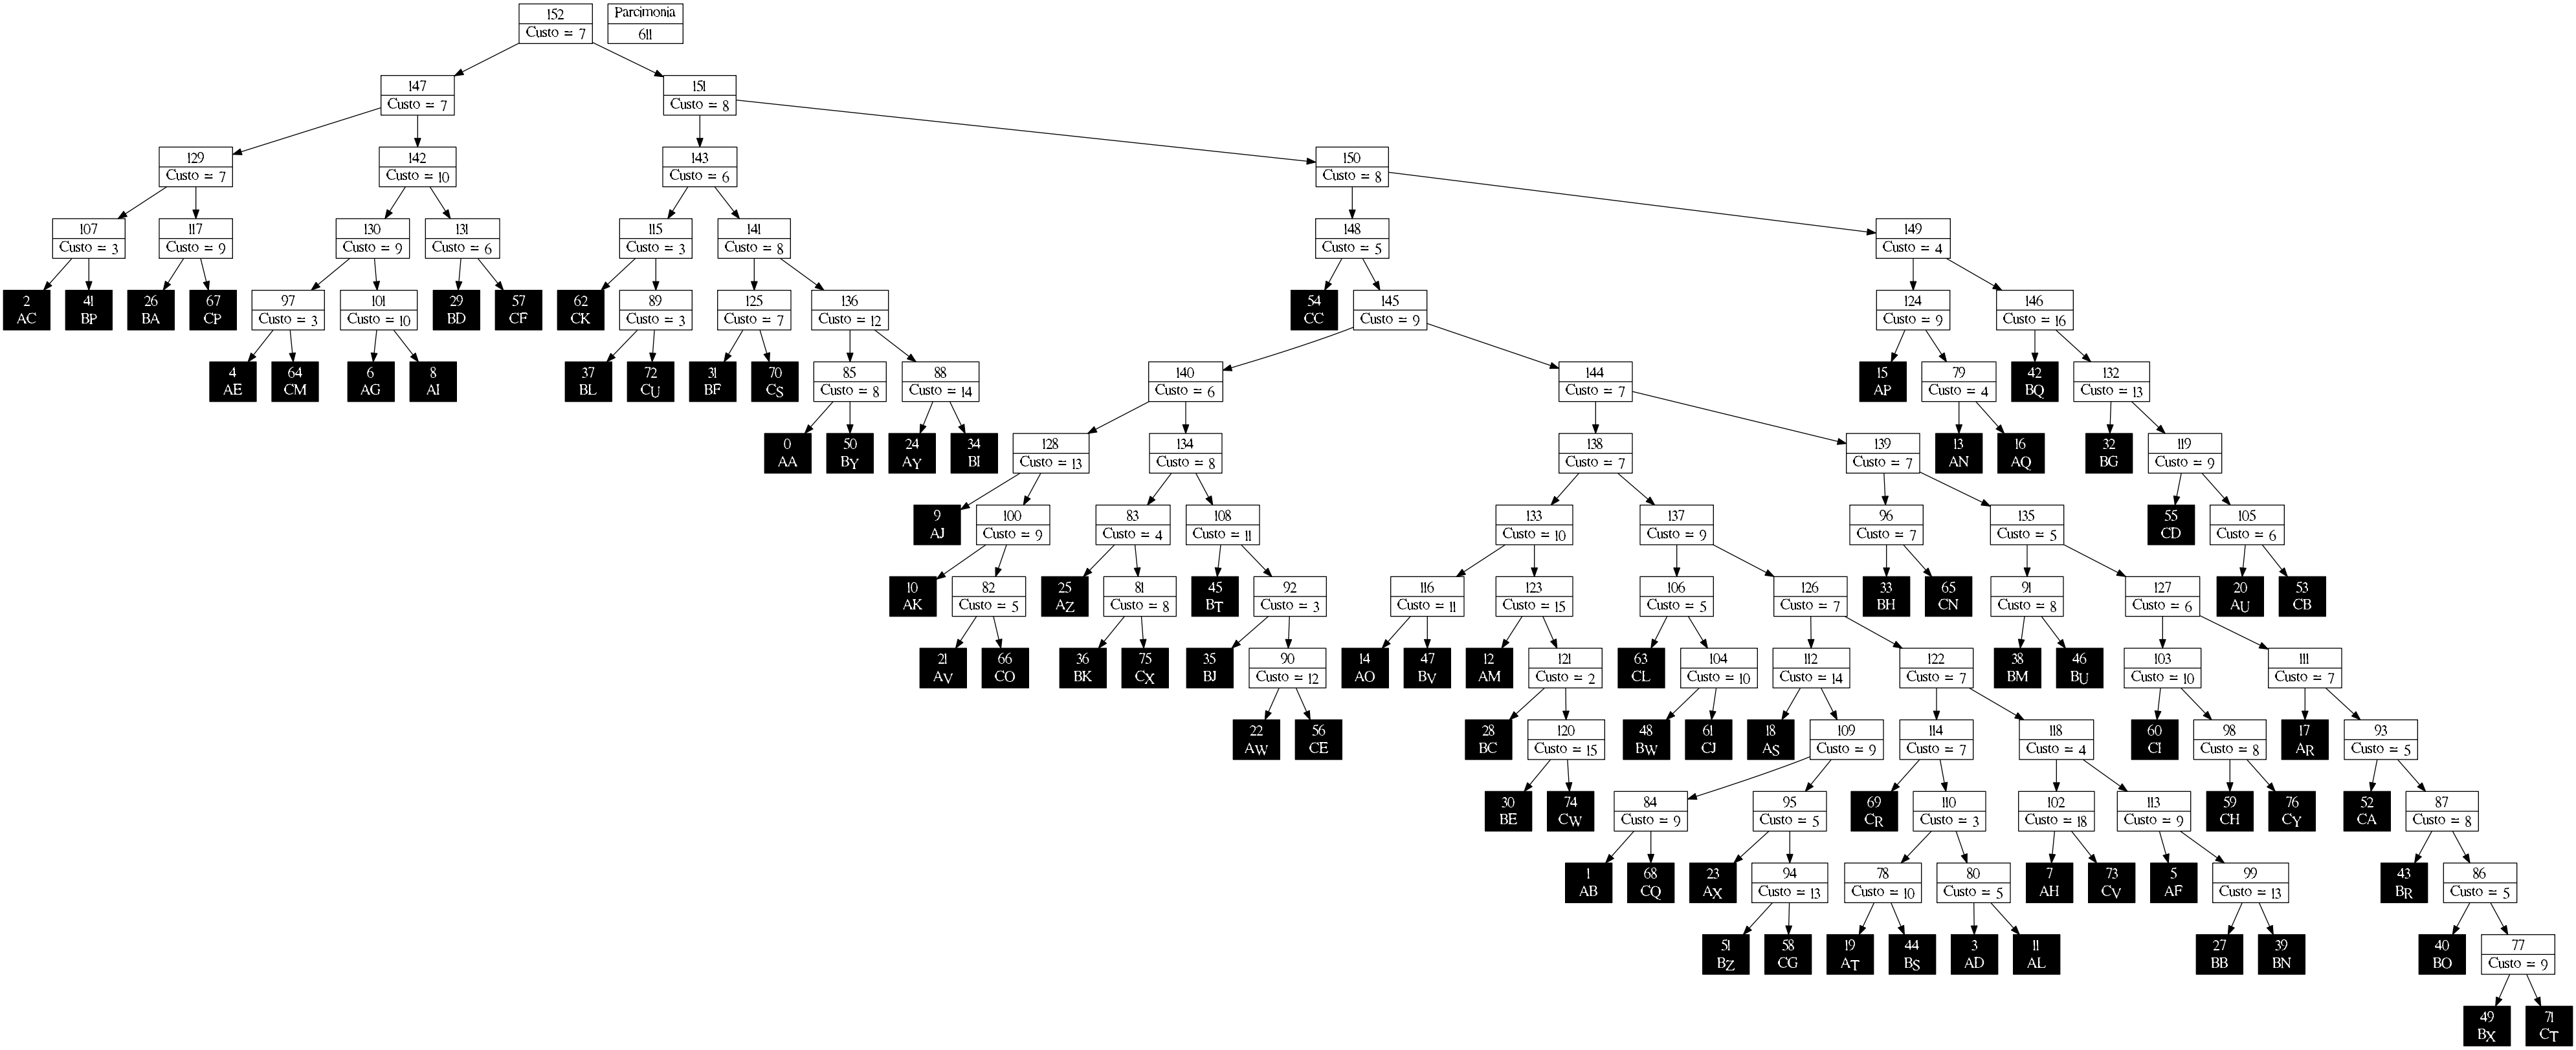 152
Custo = 7
Parcimonia
611
147
Custo = 7
151
Custo = 8
129
Custo = 7
142
Custo = 10
143
Custo = 6
150
Custo = 8
107
Custo = 3
117
Custo = 9
130
Custo = 9
131
Custo = 6
115
Custo = 3
141
Custo = 8
148
Custo = 5
149
Custo = 4
2
AC
41
BP
26
BA
67
CP
97
Custo = 3
101
Custo = 10
29
BD
57
CF
62
CK
89
Custo = 3
125
Custo = 7
136
Custo = 12
54
CC
145
Custo = 9
124
Custo = 9
146
Custo = 16
4
AE
64
CM
6
AG
8
AI
37
BL
72
CU
31
BF
70
CS
85
Custo = 8
88
Custo = 14
140
Custo = 6
144
Custo = 7
15
AP
79
Custo = 4
42
BQ
132
Custo = 13
0
AA
50
BY
24
AY
34
BI
128
Custo = 13
134
Custo = 8
138
Custo = 7
139
Custo = 7
13
AN
16
AQ
32
BG
119
Custo = 9
9
AJ
100
Custo = 9
83
Custo = 4
108
Custo = 11
133
Custo = 10
137
Custo = 9
96
Custo = 7
135
Custo = 5
55
CD
105
Custo = 6
10
AK
82
Custo = 5
25
AZ
81
Custo = 8
45
BT
92
Custo = 3
116
Custo = 11
123
Custo = 15
106
Custo = 5
126
Custo = 7
33
BH
65
CN
91
Custo = 8
127
Custo = 6
20
AU
53
CB
21
AV
66
CO
36
BK
75
CX
35
BJ
90
Custo = 12
14
AO
47
BV
12
AM
121
Custo = 2
63
CL
104
Custo = 10
112
Custo = 14
122
Custo = 7
38
BM
46
BU
103
Custo = 10
111
Custo = 7
22
AW
56
CE
28
BC
120
Custo = 15
48
BW
61
CJ
18
AS
109
Custo = 9
114
Custo = 7
118
Custo = 4
60
CI
98
Custo = 8
17
AR
93
Custo = 5
30
BE
74
CW
84
Custo = 9
95
Custo = 5
69
CR
110
Custo = 3
102
Custo = 18
113
Custo = 9
59
CH
76
CY
52
CA
87
Custo = 8
1
AB
68
CQ
23
AX
94
Custo = 13
78
Custo = 10
80
Custo = 5
7
AH
73
CV
5
AF
99
Custo = 13
43
BR
86
Custo = 5
51
BZ
58
CG
19
AT
44
BS
3
AD
11
AL
27
BB
39
BN
40
BO
77
Custo = 9
49
BX
71
CT